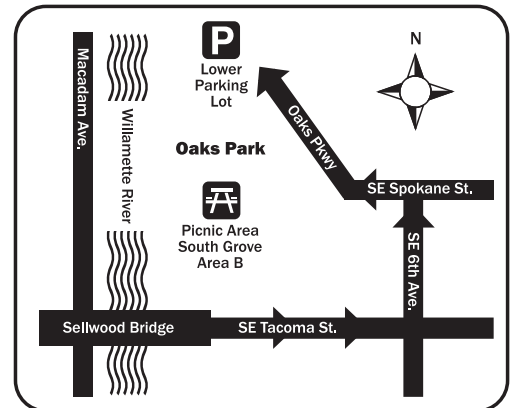 N
P
Lower
Parking
Lot
Macadam Ave.
Willamette River
Oaks Pkwy
Oaks Park
SE Spokane St.
Picnic Area
South Grove
Area B
SE 6th Ave.
Sellwood Bridge
SE Tacoma St.